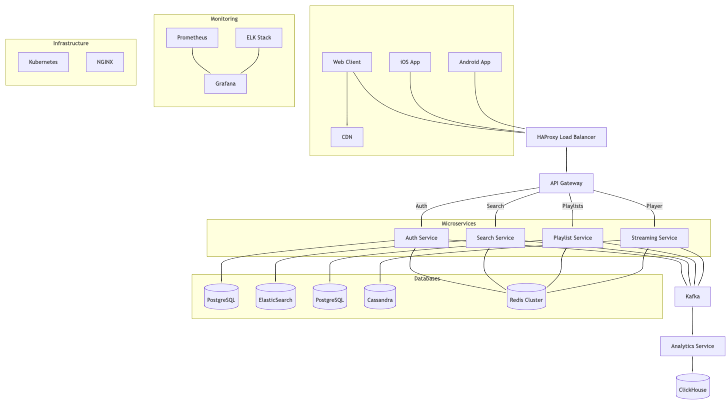 Monitoring
Infrastructure
Prometheus
ELK Stack
Kubernetes
NGINX
Grafana
Web Client
iOS App
Android App
CDN
HAProxy Load Balancer
API Gateway
Auth
Search
Playlists
Player
Microservices
Auth Service
Search Service
Playlist Service
Streaming Service
Databases
PostgreSQL
ElasticSearch
PostgreSQL
Cassandra
Redis Cluster
Kafka
Analytics Service
ClickHouse